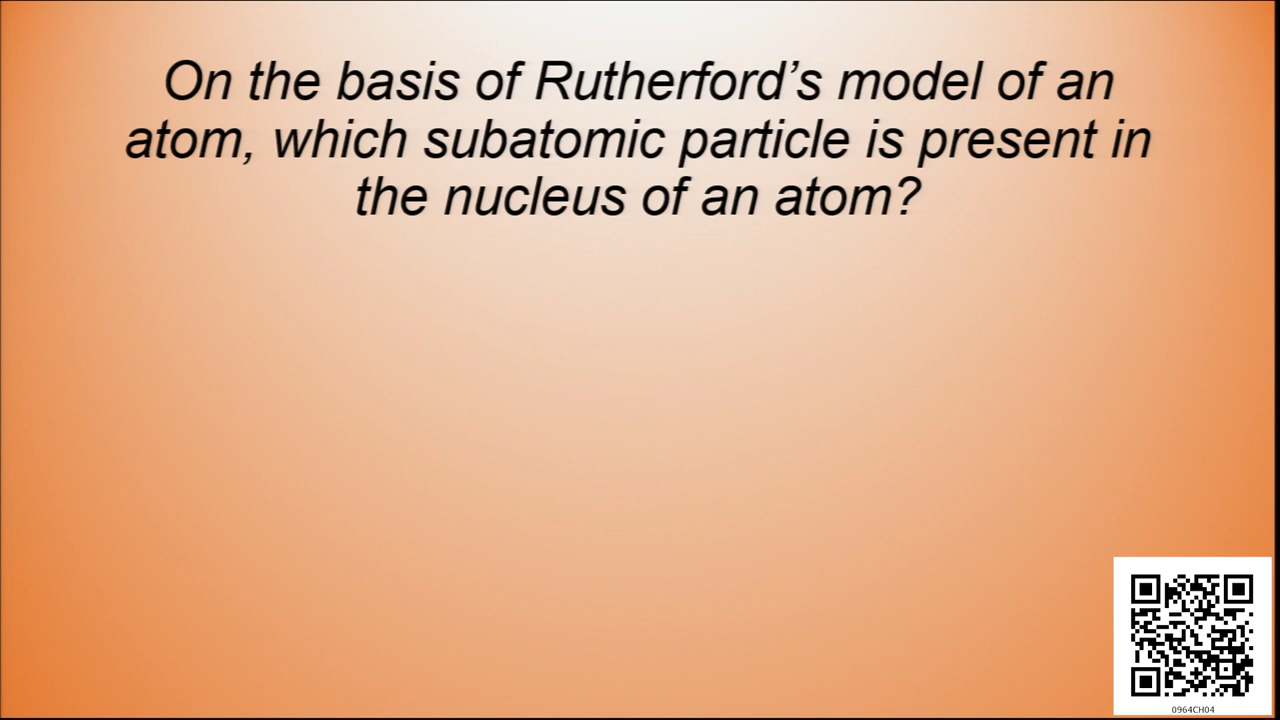 On the basis of Rutherford’s model of an
atom, which subatomic particle is present in
the nucleus of an atom?
0964CH04